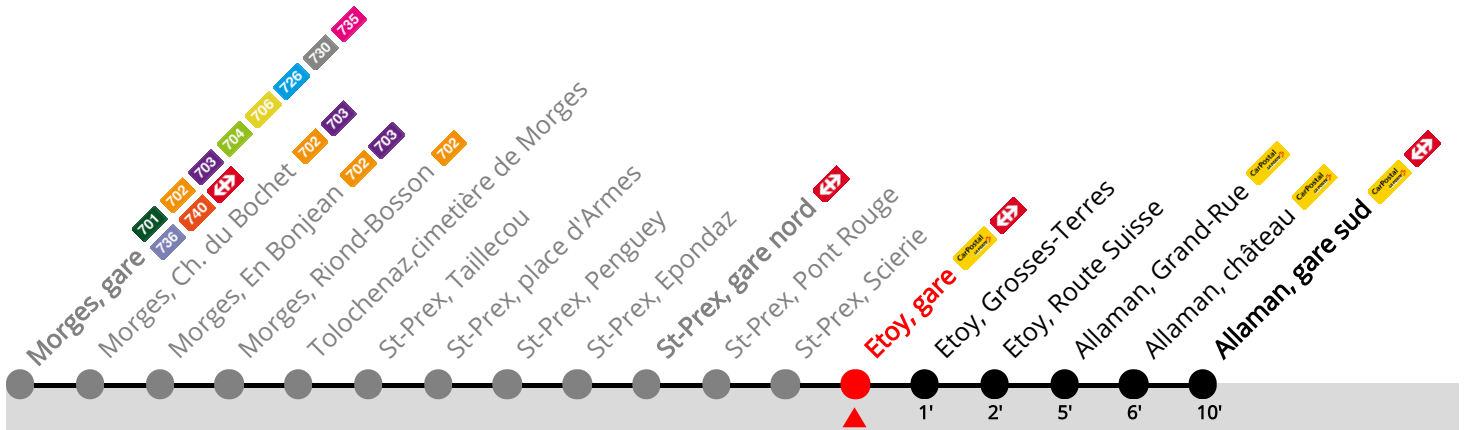 Morges, gare 701 702 703 704 706 726 730 735
736 740
Morges, Ch. du Bochet 702 703
Morges, En Bonjean 702 703
Morges, Riond-Bosson 702
Tolochenaz,cimetière de Morges
St-Prex, Taillecou
St-Prex, place d'Armes
St-Prex, Penguey
St-Prex, Epondaz
St-Prex, gare nord
St-Prex, Pont Rouge
St-Prex, Scierie
Etoy, gare CarPostal
Etoy, Grosses-Terres
Etoy, Route Suisse
Allaman, Grand-Rue CarPostal
Allaman, château CarPostal
Allaman, gare sud CarPostal
1' 2' 5' 6' 10'